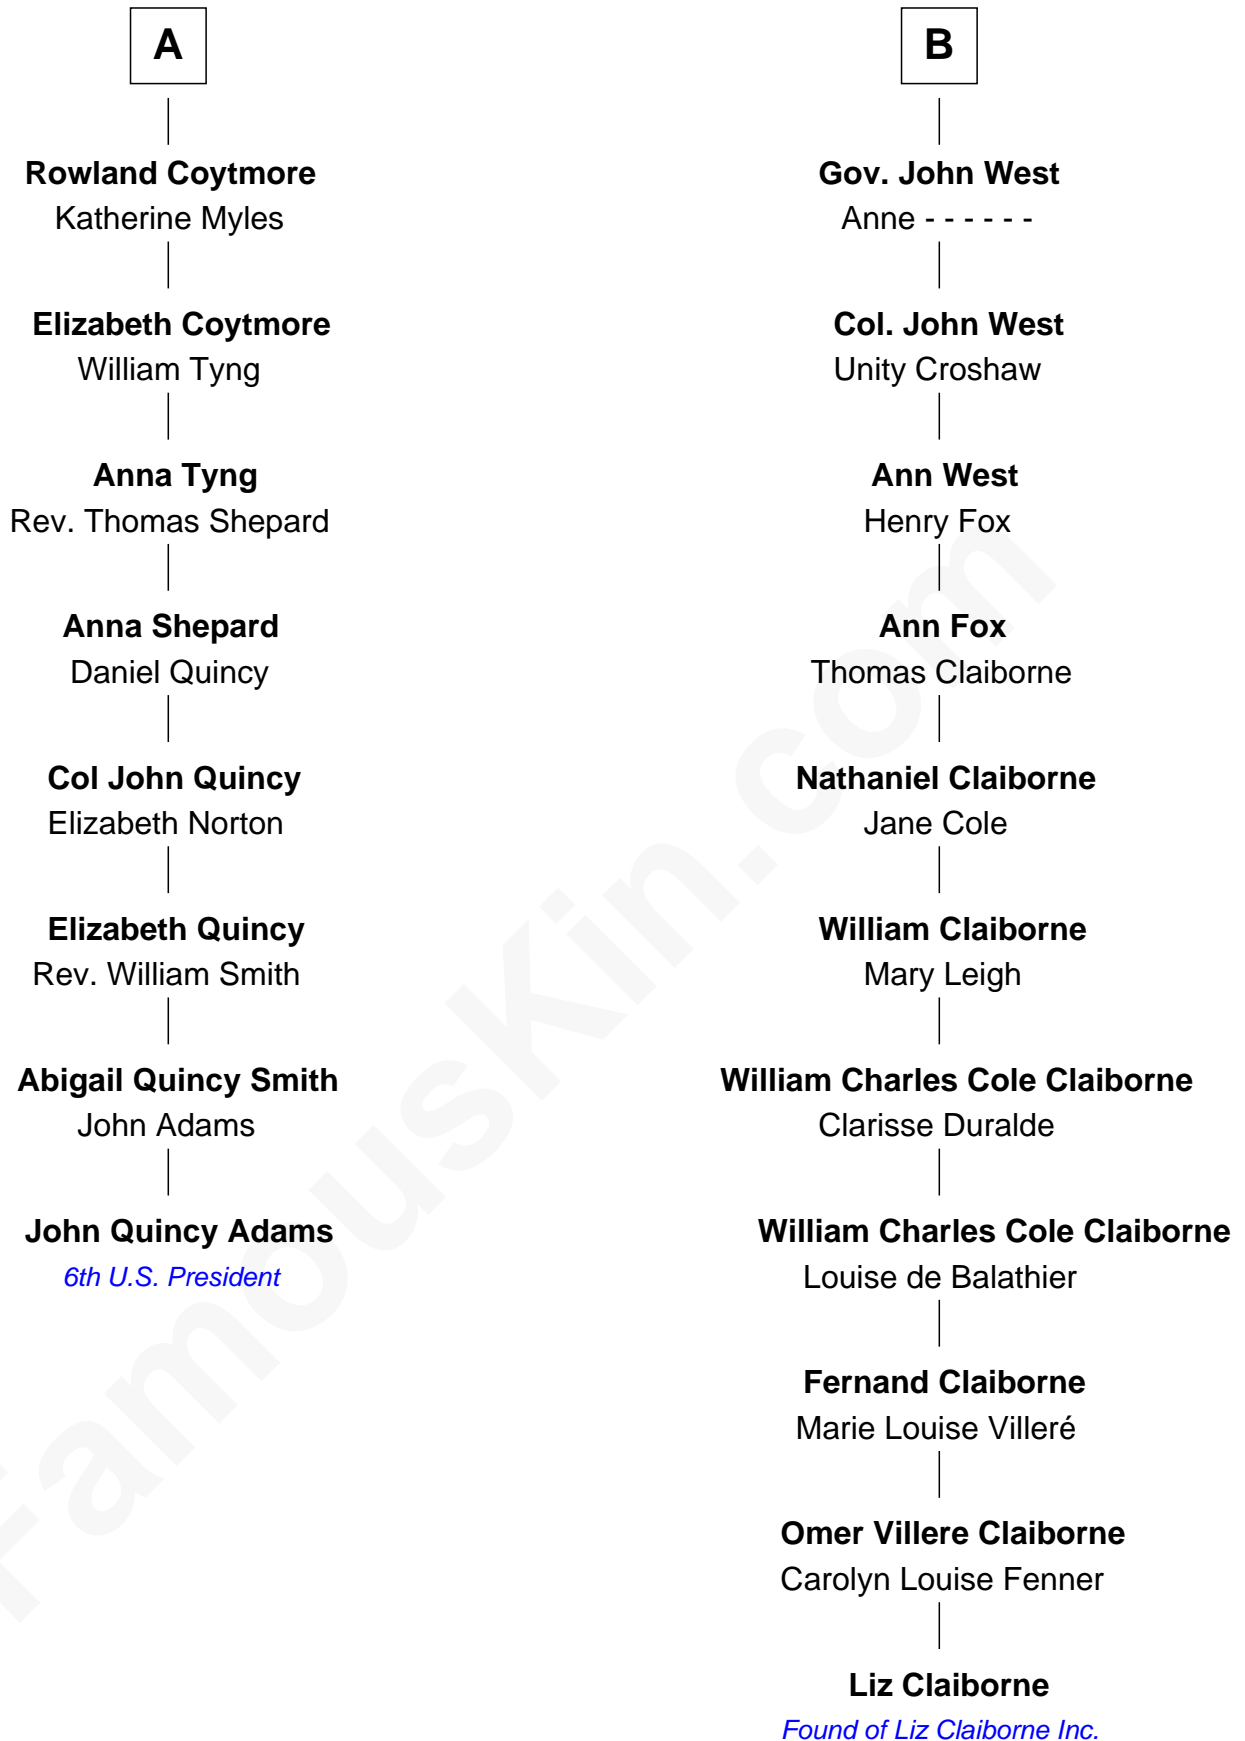 A
Rowland Coytmore
Katherine Myles
Elizabeth Coytmore
William Tyng
Anna Tyng
Rev. Thomas Shepard
Anna Shepard
Daniel Quincy
Col John Quincy
Elizabeth Norton
Elizabeth Quincy
Rev. William Smith
Abigail Quincy Smith
John Adams
John Quincy Adams
6th U.S. President
B
Gov. John West
Anne - - - - - -
Col. John West
Unity Croshaw
Ann West
Henry Fox
Ann Fox
Thomas Claiborne
Nathaniel Claiborne
Jane Cole
William Claiborne
Mary Leigh
William Charles Cole Claiborne
Clarisse Duralde
William Charles Cole Claiborne
Louise de Balathier
Fernand Claiborne
Marie Louise Villeré
Omer Villere Claiborne
Carolyn Louise Fenner
Liz Claiborne
Found of Liz Claiborne Inc.
FamousKin.com